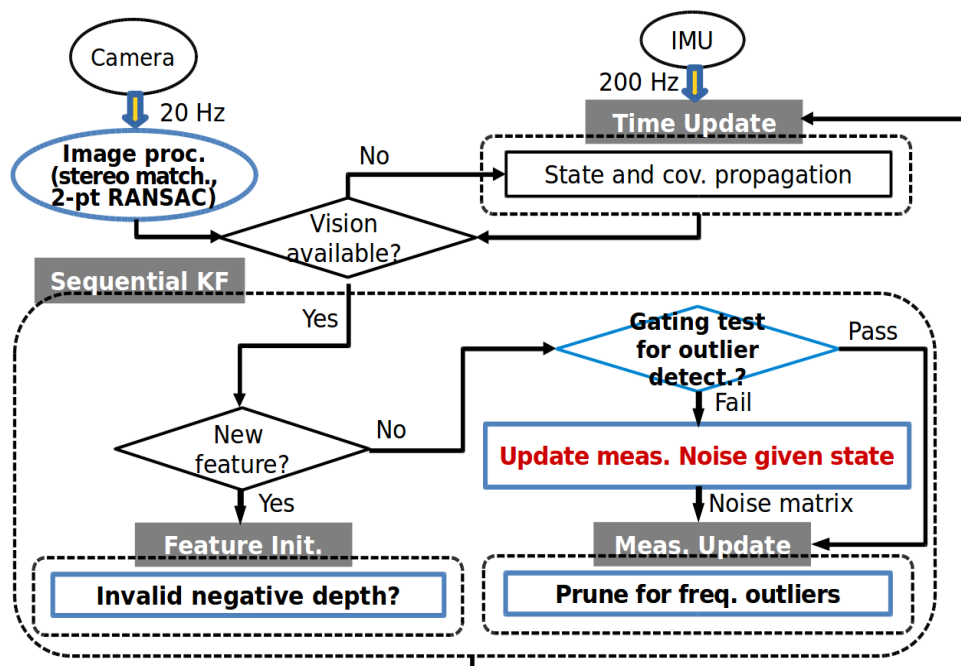 Camera
IMU
20 Hz
200 Hz
Time Update
Image proc.
(stereo match.,
2-pt RANSAC)
No
State and cov. propagation
Vision
available?
Sequential KF
Yes
Gating test
for outlier
detect.?
Pass
Fail
New
feature?
No
Update meas. Noise given state
Yes
Noise matrix
Feature Init.
Meas. Update
Invalid negative depth?
Prune for freq. outliers